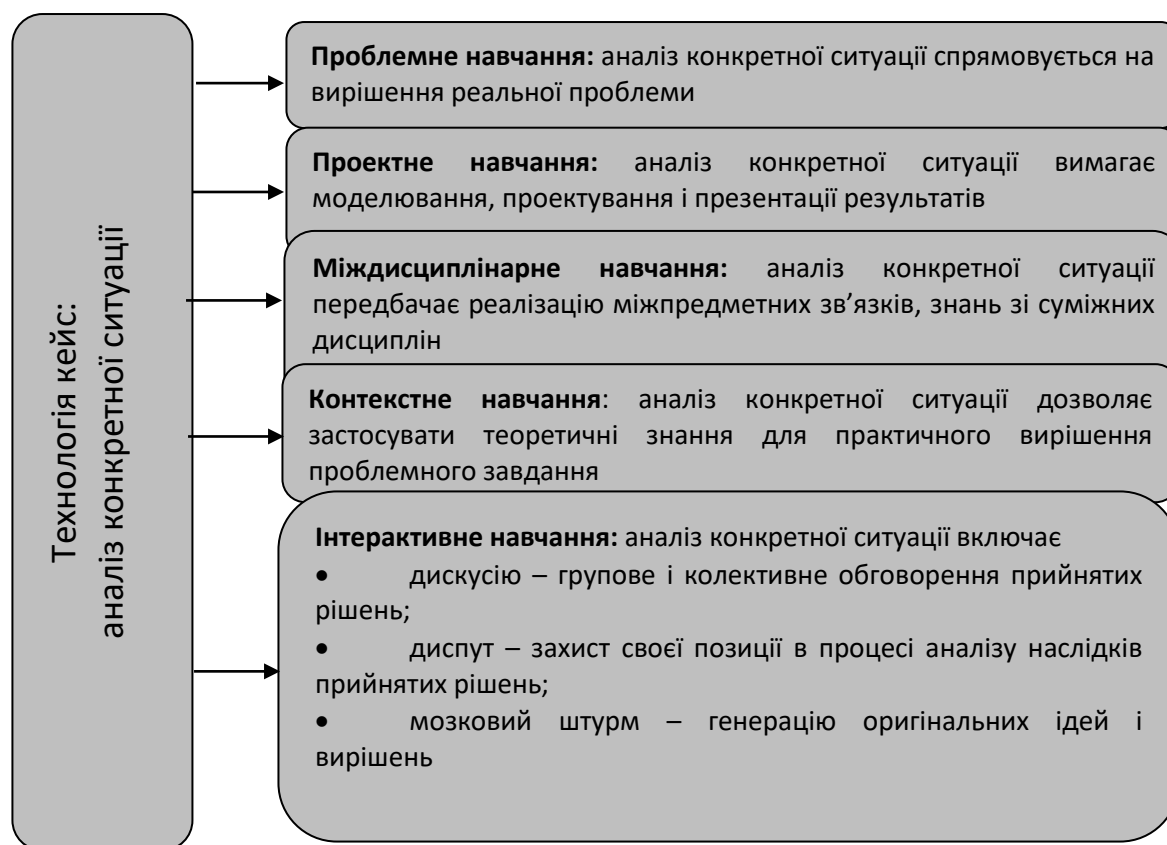 Технологія кейс:
аналіз конкретної ситуації
Проблемне навчання: аналіз конкретної ситуації спрямовується на
вирішення реальної проблеми
Проектне навчання: аналіз конкретної ситуації вимагає
моделювання, проектування і презентації результатів
Міждисциплінарне навчання: аналіз конкретної ситуації
передбачає реалізацію міжпредметних зв’язків, знань зі суміжних
дисциплін
Контекстне навчання: аналіз конкретної ситуації дозволяє
застосувати теоретичні знання для практичного вирішення
проблемного завдання
Інтерактивне навчання: аналіз конкретної ситуації включає
• дискусію – групове і колективне обговорення прийнятих
рішень;
• диспут – захист своєї позиції в процесі аналізу наслідків
прийнятих рішень;
• мозковий штурм – генерацію оригінальних ідей і
вирішень